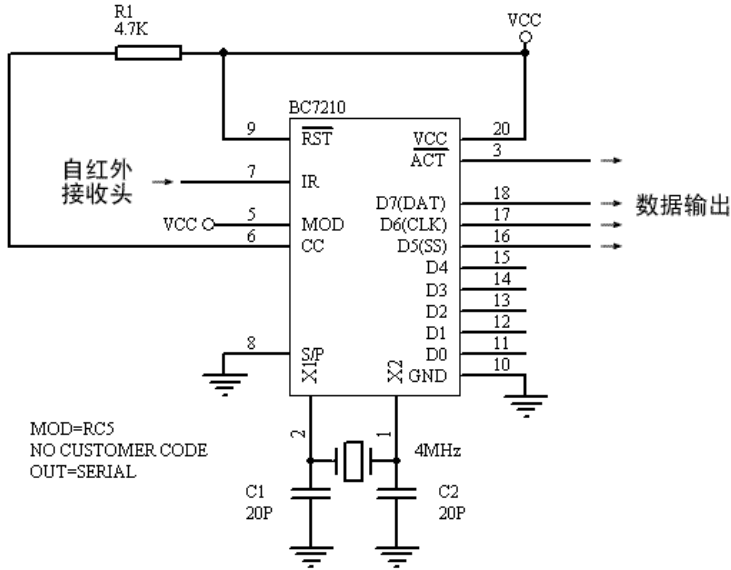 R1
4.7K
VCC
BC7210
9
RST
VCC
20
ACT
3
自红外
接收头
7
IR
D7(DAT)
18
数据输出
VCC
5
MOD
D6(CLK)
17
6
CC
D5(SS)
16
D4
15
D3
14
D2
13
D1
12
8
S/P
D0
11
X1
X2
GND
10
MOD=RC5
NO CUSTOMER CODE
OUT=SERIAL
2
1
4MHz
C1
20P
C2
20P